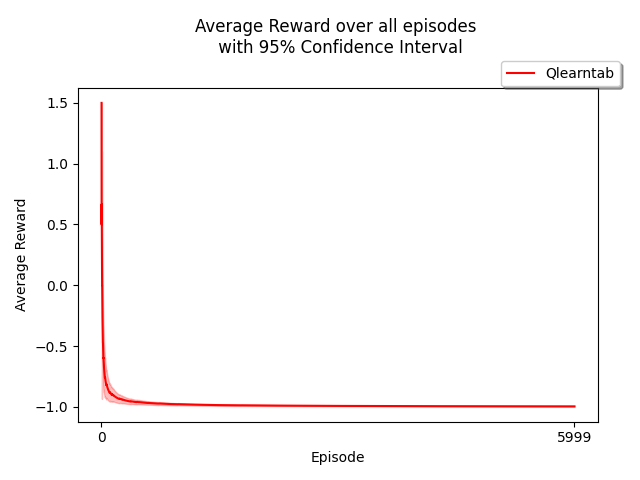 Average Reward over all episodes
with 95% Confidence Interval
Qlearntab
1.5
1.0
0.5
0.0
−0.5
−1.0
Average Reward
0
5999
Episode